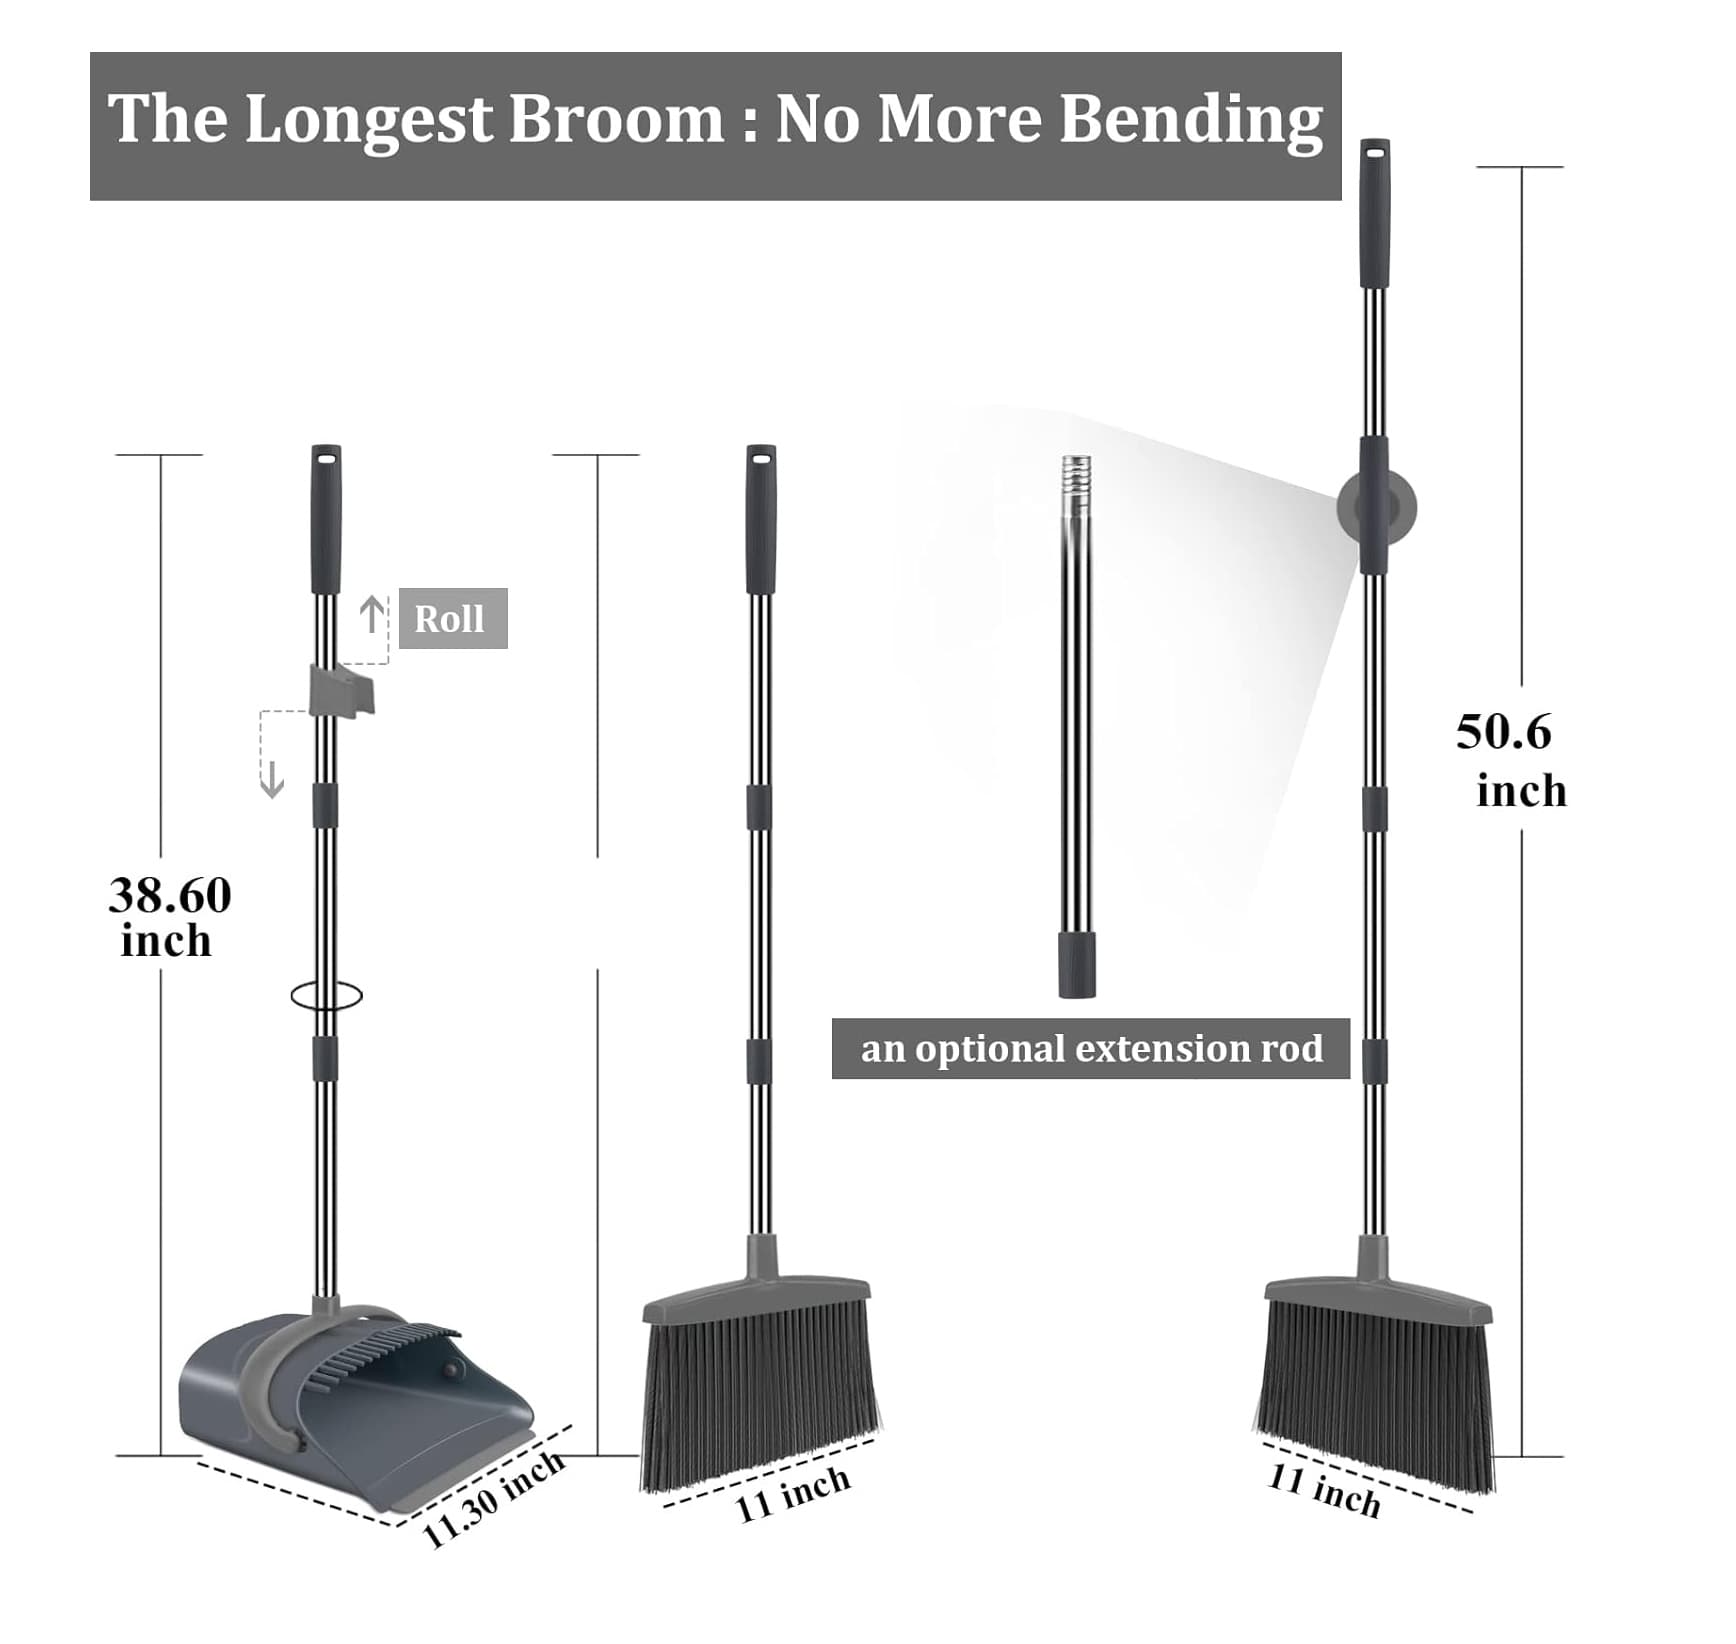 The Longest Broom : No More Bending
Roll
38.60
inch
50.6
inch
an optional extension rod
11.30 inch
11 inch
11 inch